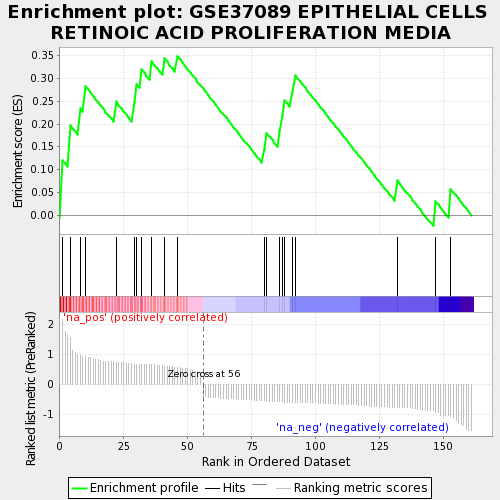 Enrichment plot: GSE37089 EPITHELIAL CELLS
RETINOIC ACID PROLIFERATION MEDIA
Enrichment score (ES)
0.35
0.30
0.25
0.20
0.15
0.10
0.05
0.00
'na_pos' (positively correlated)
Ranked list metric (PreRanked)
2
1
0
-1
Zero cross at 56
'na_neg' (negatively correlated)
0 25 50 75 100 125 150
Rank in Ordered Dataset
Enrichment profile Hits Ranking metric scores